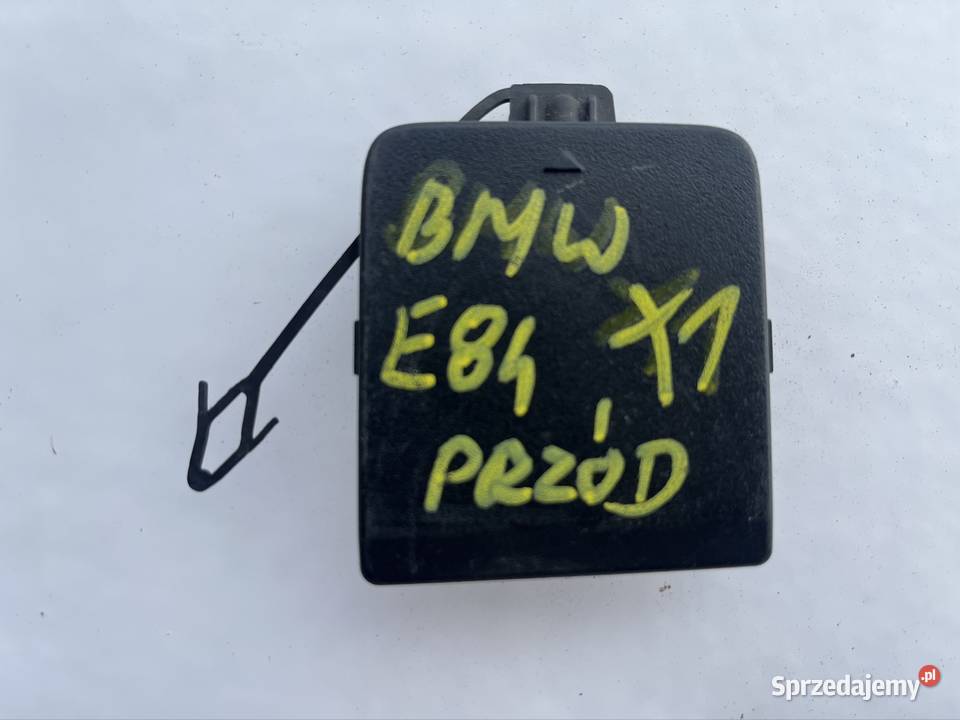 BMW
E84 X1
PRZÓD
Sprzedajemy.pl